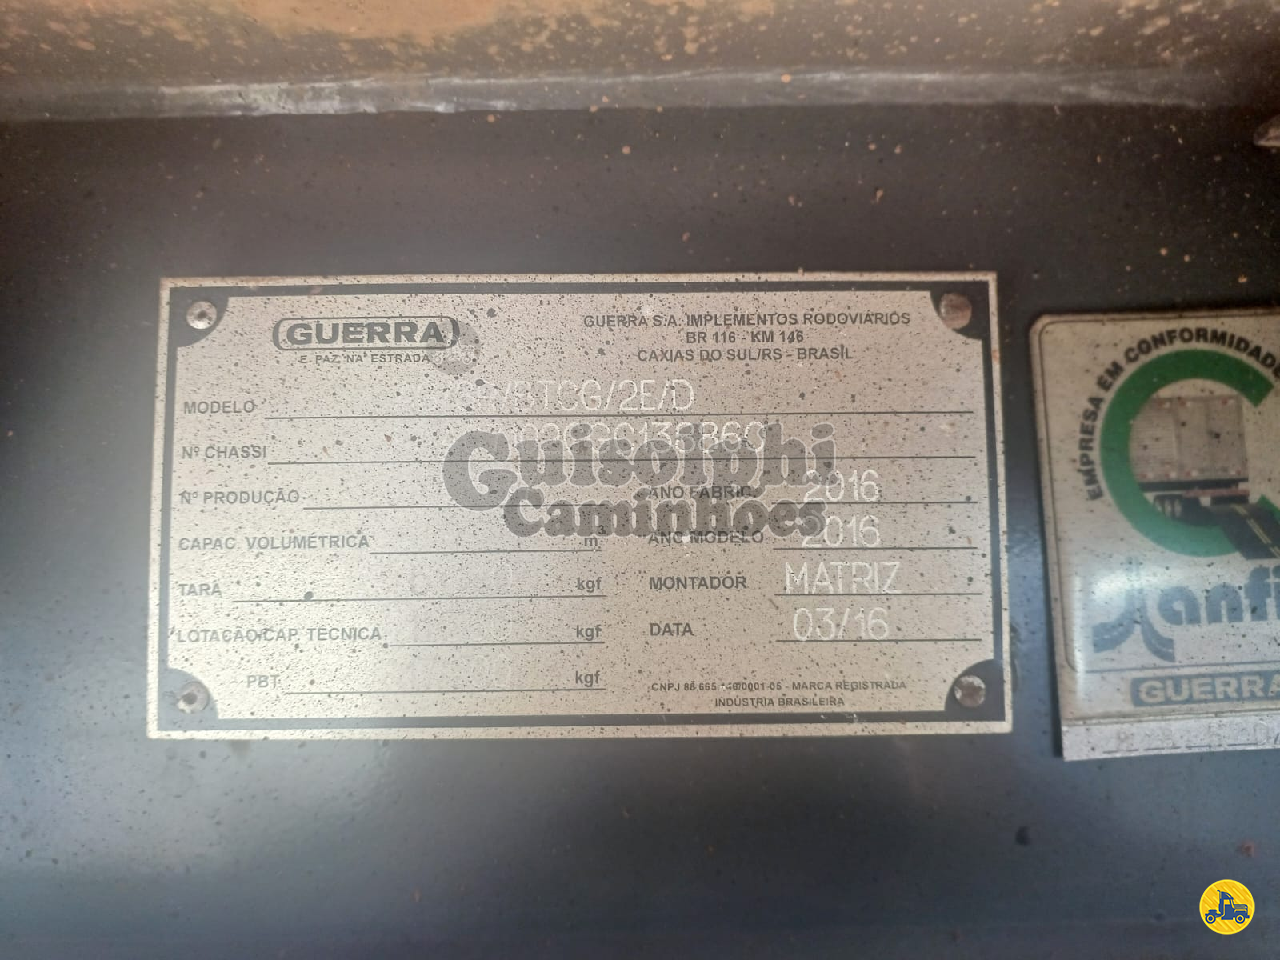 GUERRA
E PAZ NA ESTRADA
GUERRA S.A. IMPLEMENTOS RODOVIÁRIOS
BR 116 - KM 146
CAXIAS DO SUL/RS - BRASIL
MODELO
Nº CHASSI
Nº PRODUÇÃO
ANO FABRIC. 2016
CAPAC. VOLUMÉTRICA m
ANO MODELO 2016
TARA kgf
MONTADOR MATRIZ
LOTAÇÃO/CAP. TÉCNICA kgf
DATA 03/16
PBT kgf
MARCA REGISTRADA
INDÚSTRIA BRASILEIRA
Guisolphi
Caminhões
EMPRESA EM CONFORMIDADE
GUERRA